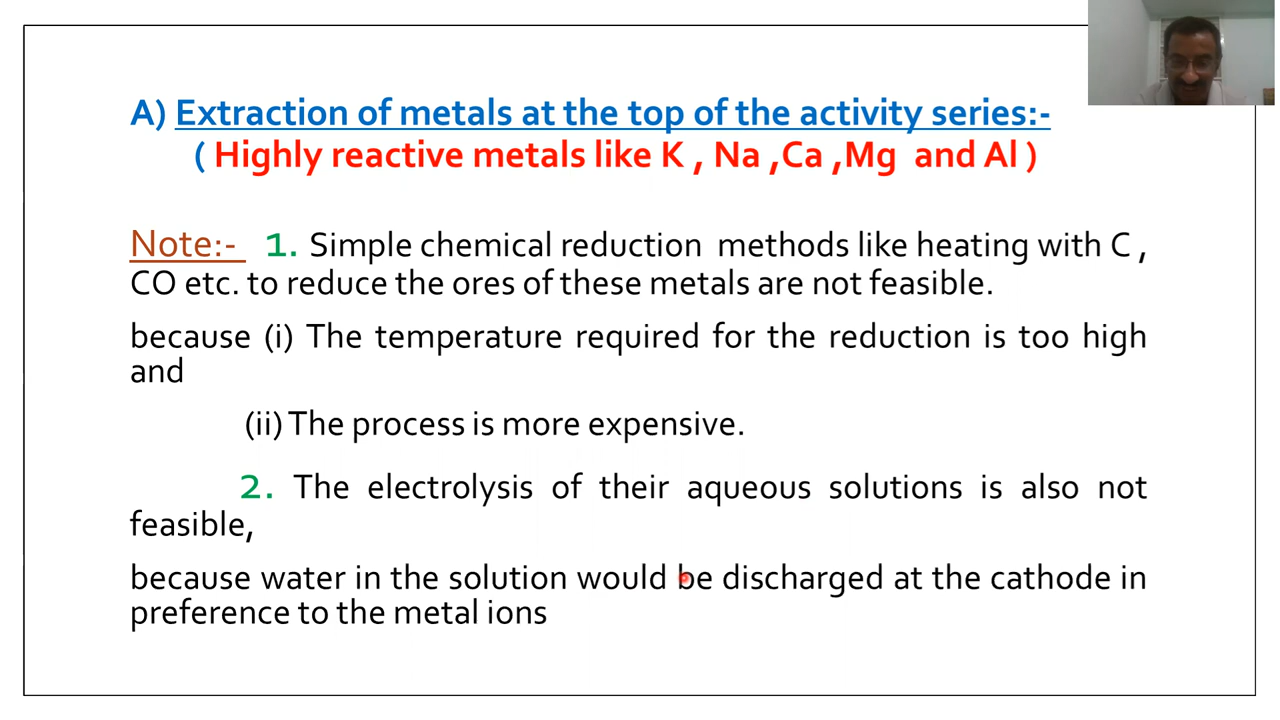 A) Extraction of metals at the top of the activity series:-
( Highly reactive metals like K , Na ,Ca ,Mg and Al )
Note:- 1. Simple chemical reduction methods like heating with C ,
CO etc. to reduce the ores of these metals are not feasible.
because (i) The temperature required for the reduction is too high
and
(ii) The process is more expensive.
2. The electrolysis of their aqueous solutions is also not
feasible,
because water in the solution would be discharged at the cathode in
preference to the metal ions